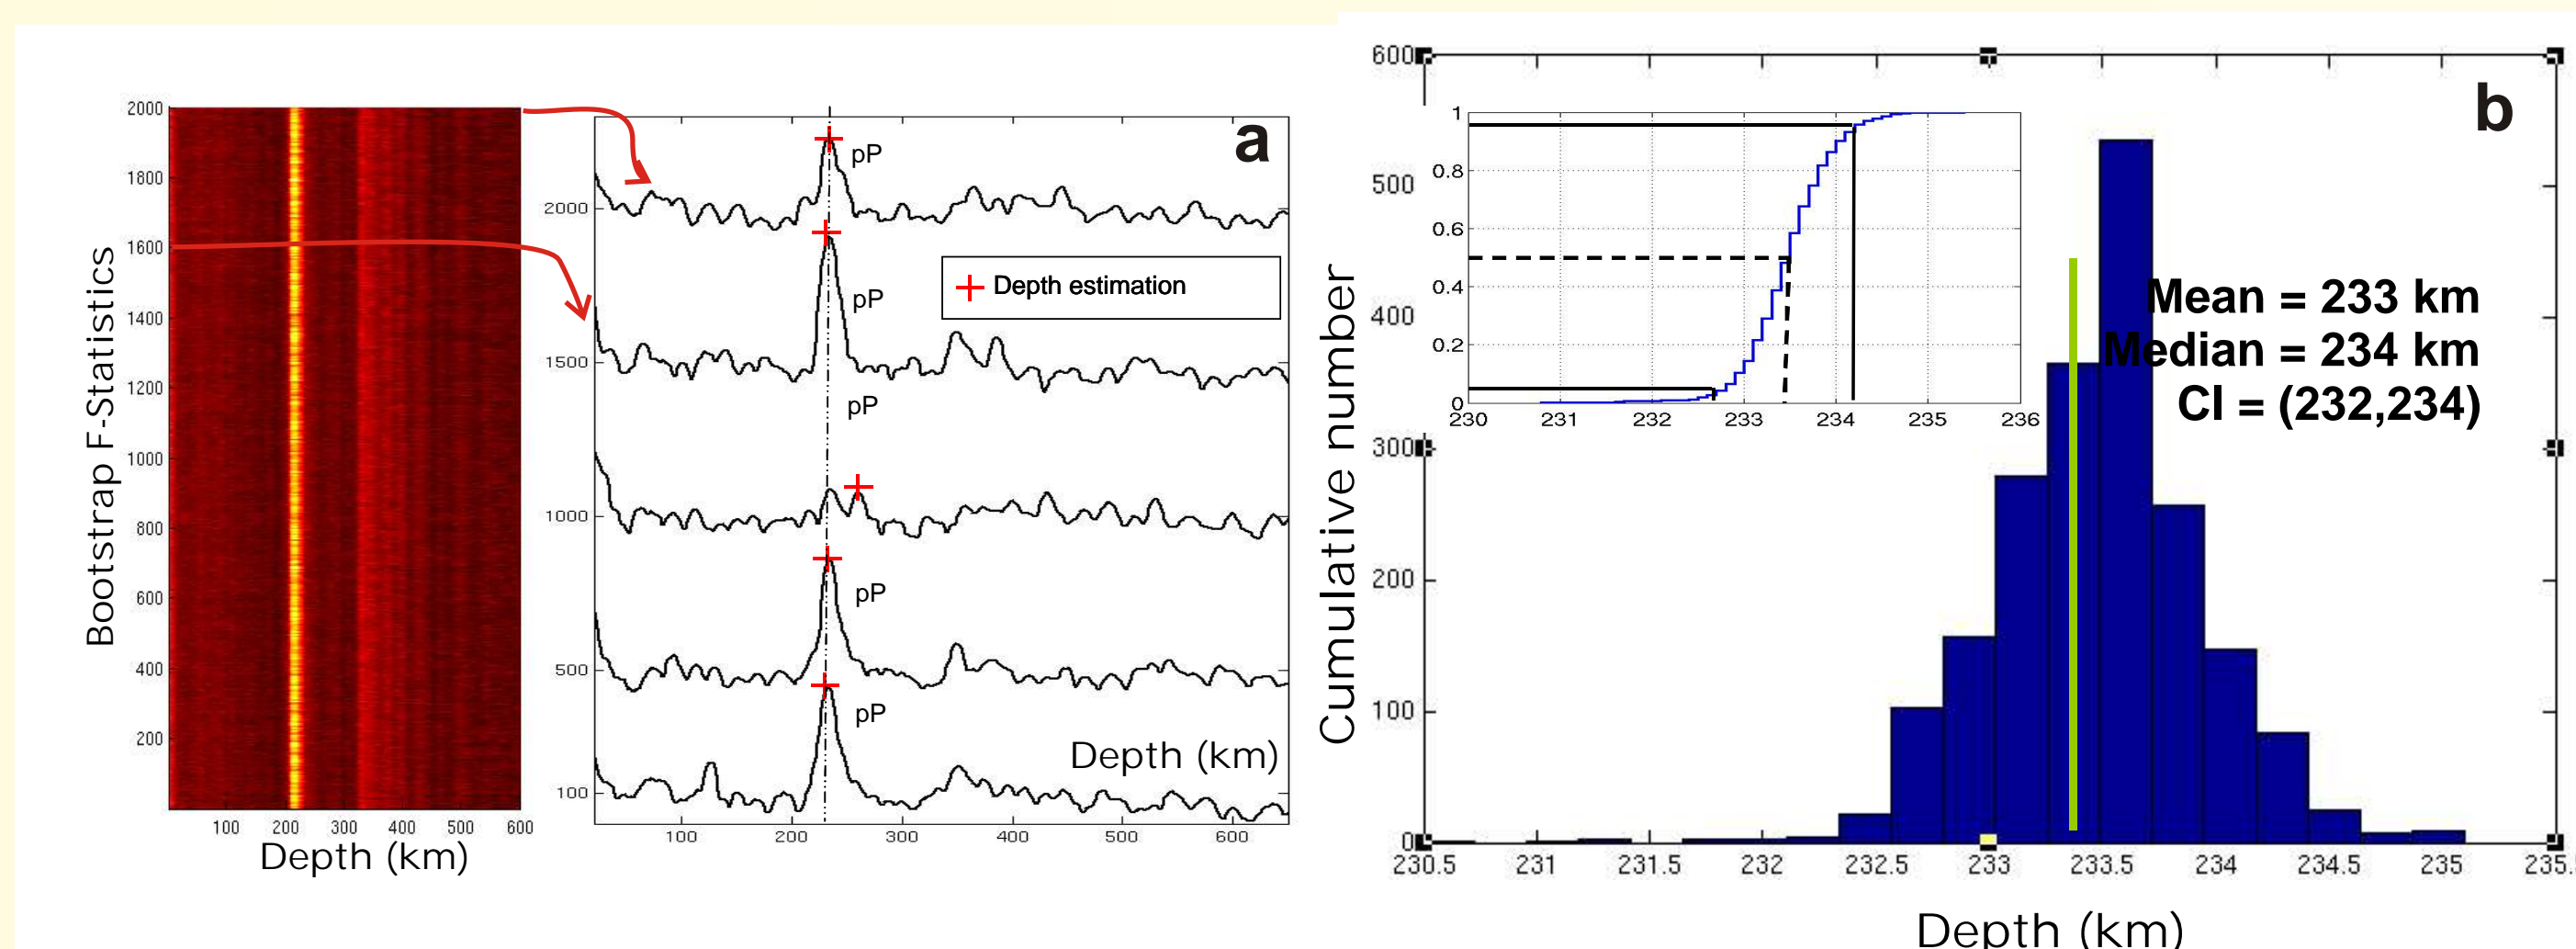 2000
1800
1600
1400
1200
1000
800
600
400
200
Bootstrap F-Statistics
100 200 300 400 500 600
Depth (km)
a
pP
pP
pP
pP
pP
Depth estimation
2000
1500
1000
500
100
Depth (km)
100 200 300 400 500 600
b
600
500
400
300
200
100
0
Cumulative number
1
0.8
0.6
0.4
0.2
0
230 231 232 233 234 235 236
Mean = 233 km
Median = 234 km
CI = (232,234)
230.5 231 231.5 232 232.5 233 233.5 234 234.5 235 235.
Depth (km)